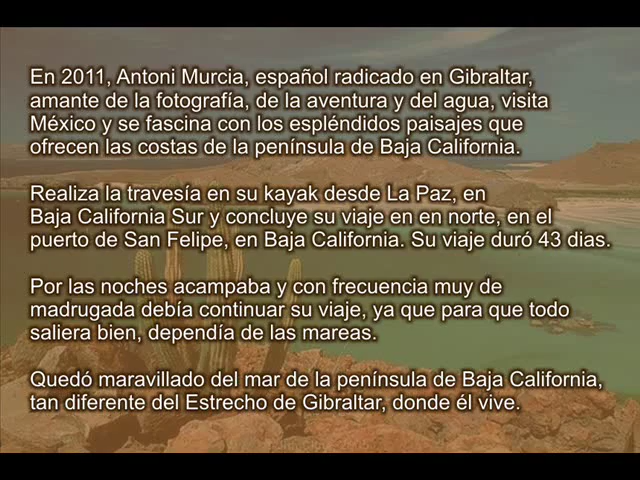 En 2011, Antoni Murcia, español radicado en Gibraltar,
amante de la fotografía, de la aventura y del agua, visita
México y se fascina con los espléndidos paisajes que
ofrecen las costas de la península de Baja California.
Realiza la travesía en su kayak desde La Paz, en
Baja California Sur y concluye su viaje en en norte, en el
puerto de San Felipe, en Baja California. Su viaje duró 43 dias.
Por las noches acampaba y con frecuencia muy de
madrugada debía continuar su viaje, ya que para que todo
saliera bien, dependía de las mareas.
Quedó maravillado del mar de la península de Baja California,
tan diferente del Estrecho de Gibraltar, donde él vive.